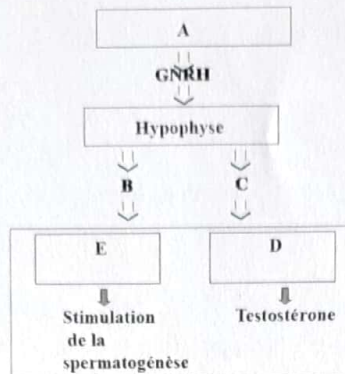 A
GNRH
Hypophyse
B C
E D
Stimulation
de la
spermatogénèse
Testostérone